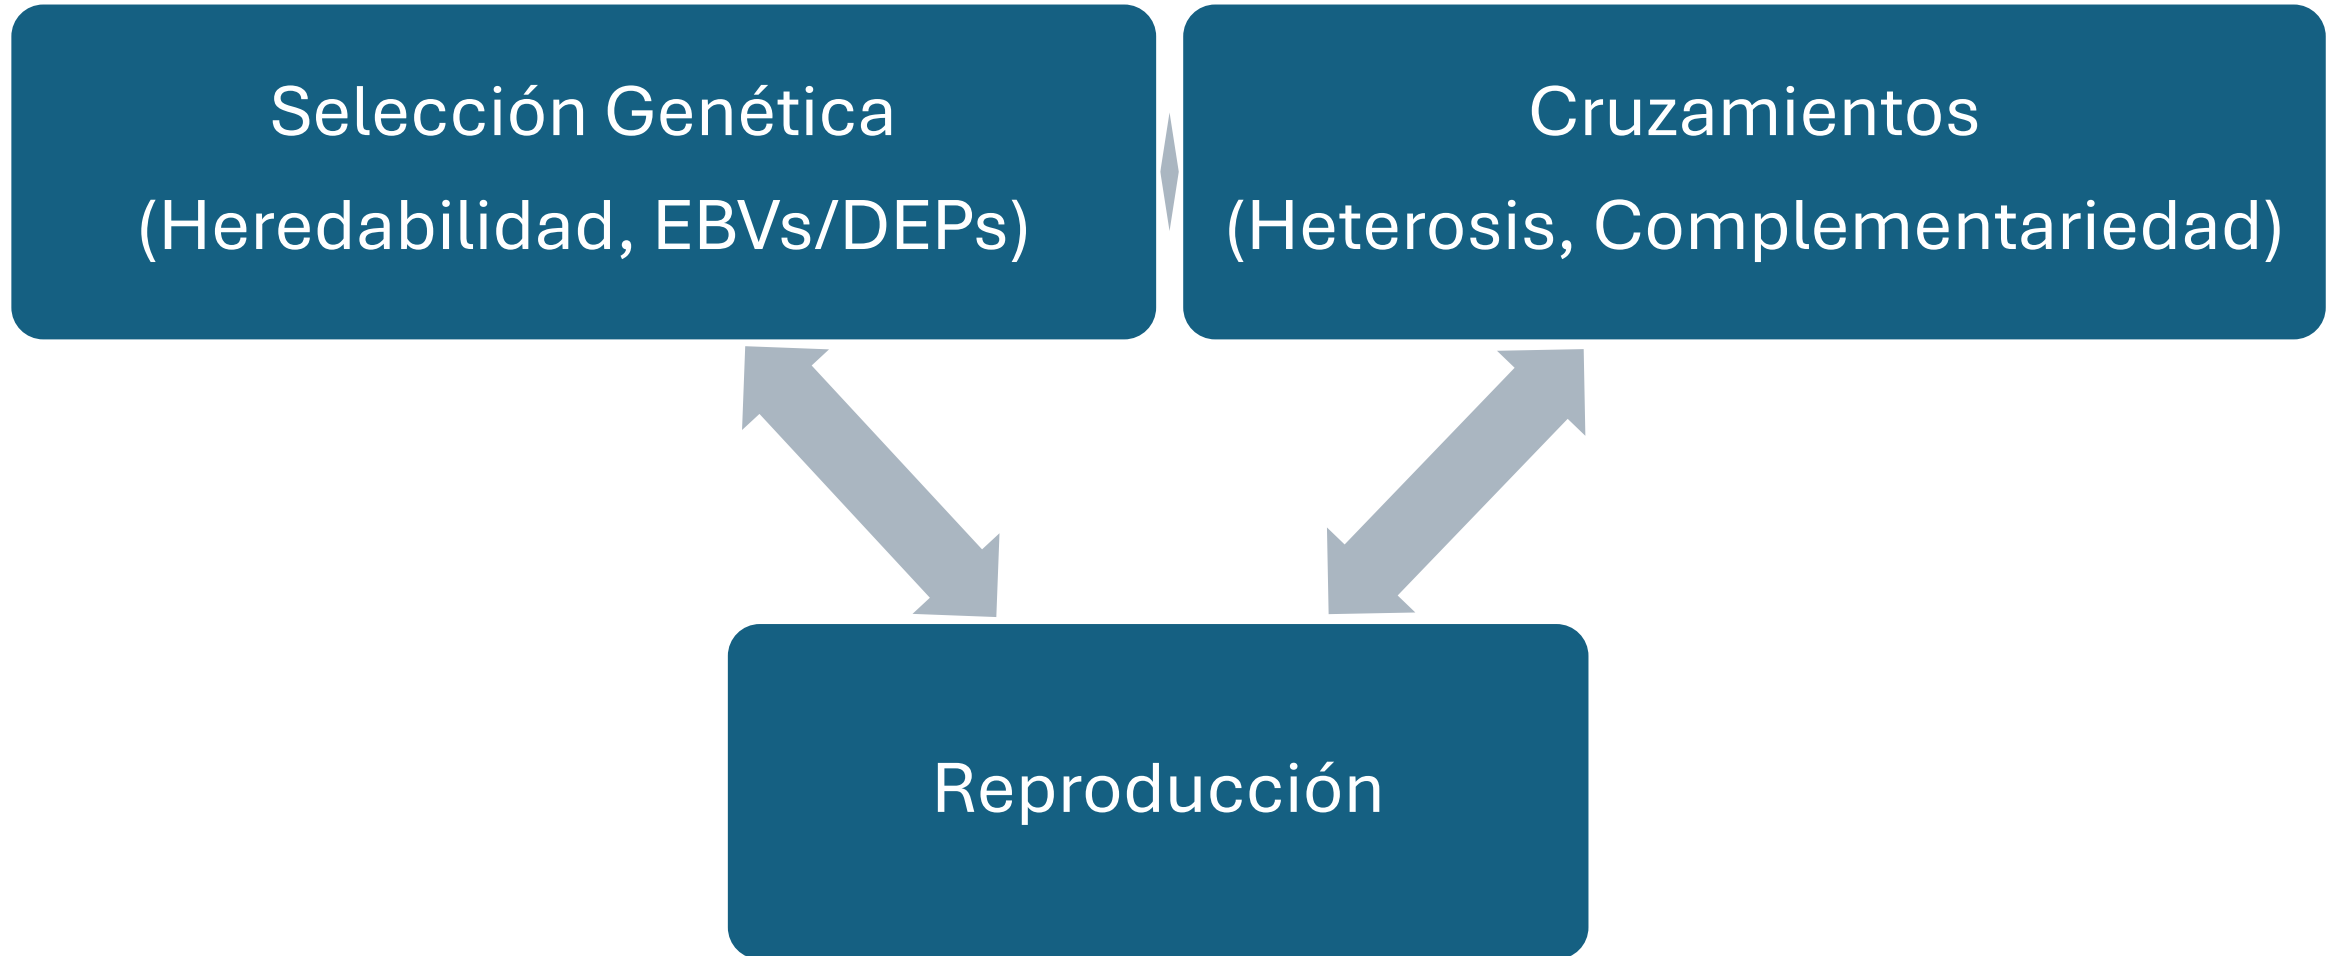 Selección Genética
(Heredabilidad, EBVs/DEPs)
Cruzamientos
(Heterosis, Complementariedad)
Reproducción